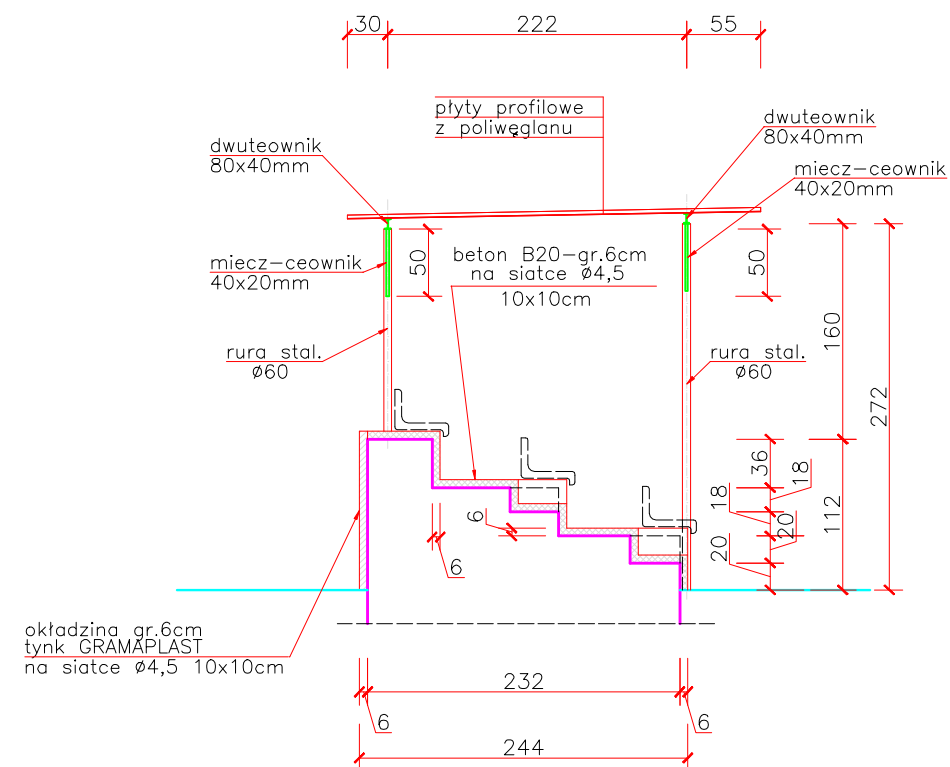 30
222
55
płyty profilowe
z poliwęglanu
dwuteownik
80x40mm
dwuteownik
80x40mm
miecz-ceownik
40x20mm
miecz-ceownik
40x20mm
50
beton B20-gr.6cm
na siatce Ø4,5
10x10cm
50
160
272
rura stal.
Ø60
rura stal.
Ø60
36
18
18
112
20
20
6
6
okładzina gr.6cm
tynk GRAMAPLAST
na siatce Ø4,5 10x10cm
232
6
6
244